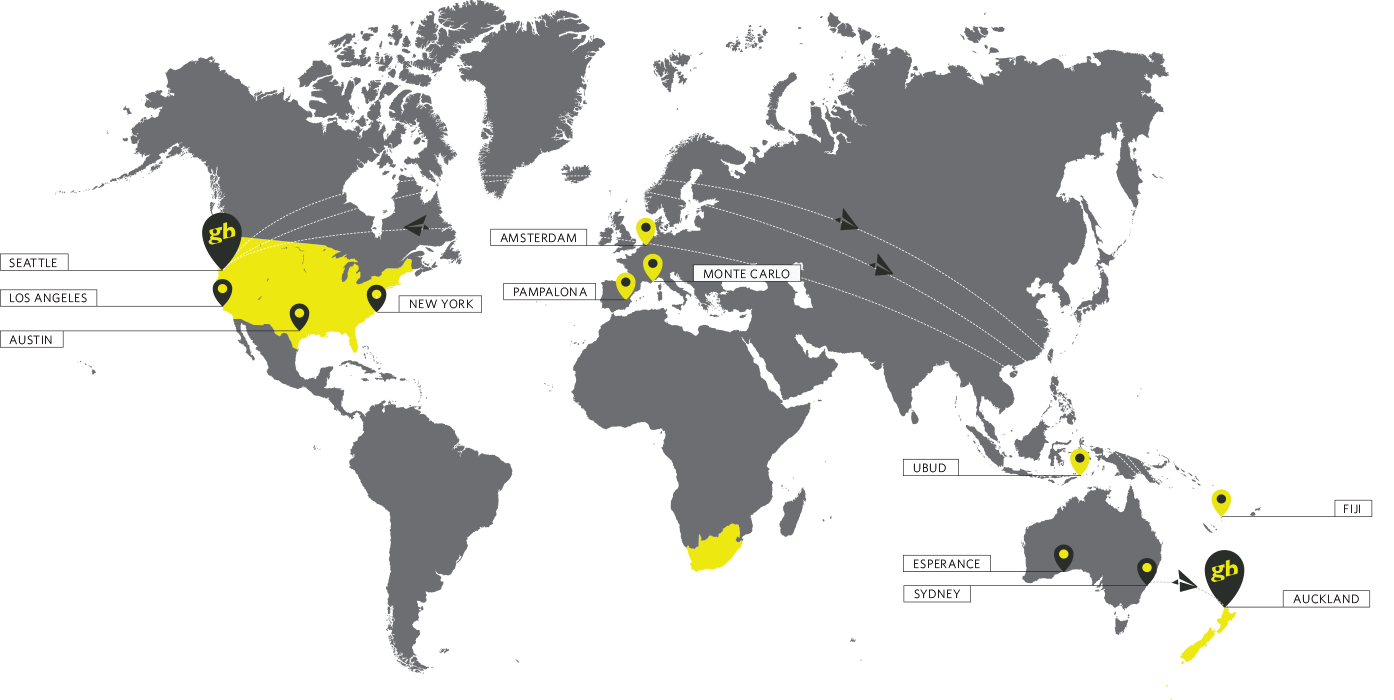 gb
SEATTLE
LOS ANGELES
AUSTIN
NEW YORK
AMSTERDAM
PAMPALONA
MONTE CARLO
UBUD
FIJI
ESPERANCE
SYDNEY
gb
AUCKLAND